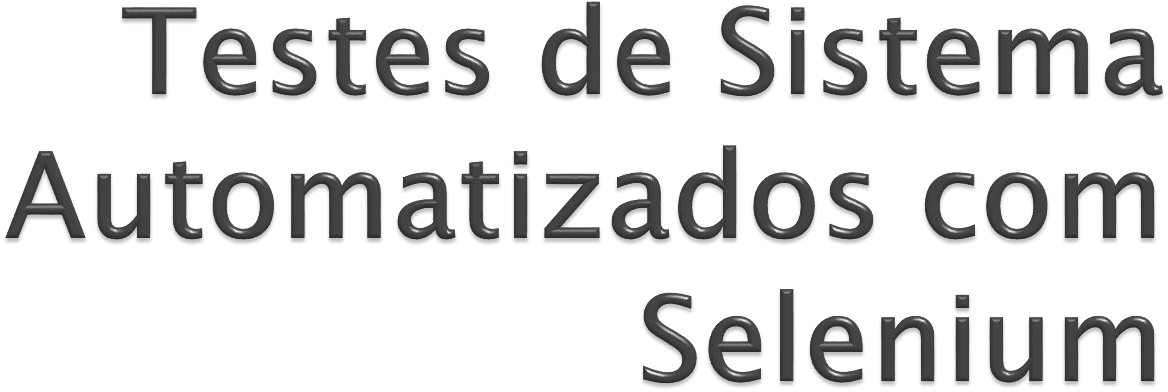 Testes de Sistema
Automatizados com
Selenium